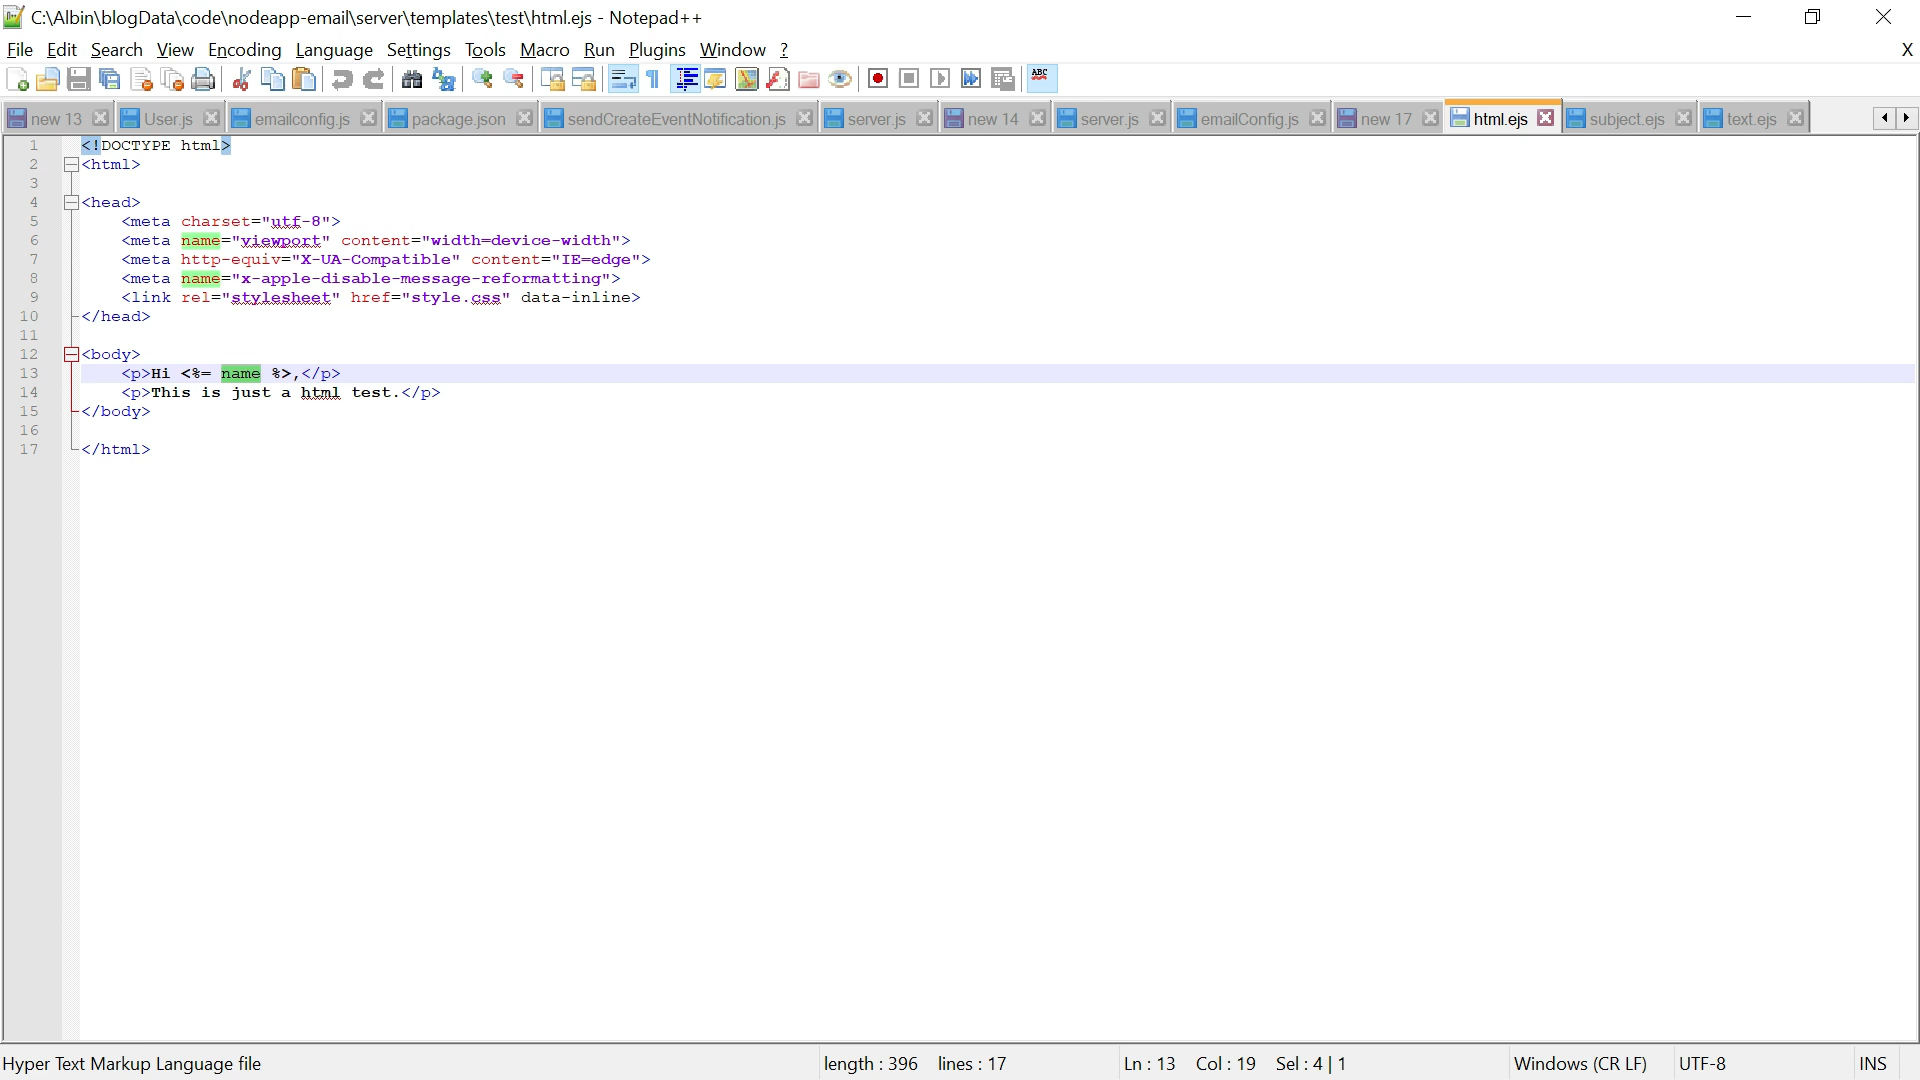 C:\Albin\blogData\code\nodeapp-email\server\templates\test\html.ejs - Notepad++
File Edit Search View Encoding Language Settings Tools Macro Run Plugins Window ? X
ABC
new 13 User.js emailconfig.js package.json sendCreateEventNotification.js server.js new 14 server.js emailConfig.js new 17 html.ejs subject.ejs text.ejs
1 <!DOCTYPE html>
2 <html>
3
4 <head>
5 <meta charset="utf-8">
6 <meta name="viewport" content="width=device-width">
7 <meta http-equiv="X-UA-Compatible" content="IE=edge">
8 <meta name="x-apple-disable-message-reformatting">
9 <link rel="stylesheet" href="style.css" data-inline>
10 </head>
11
12 <body>
13 <p>Hi <%= name %>,</p>
14 <p>This is just a html test.</p>
15 </body>
16
17 </html>
Hyper Text Markup Language file length : 396 lines : 17 Ln : 13 Col : 19 Sel : 4 | 1 Windows (CR LF) UTF-8 INS